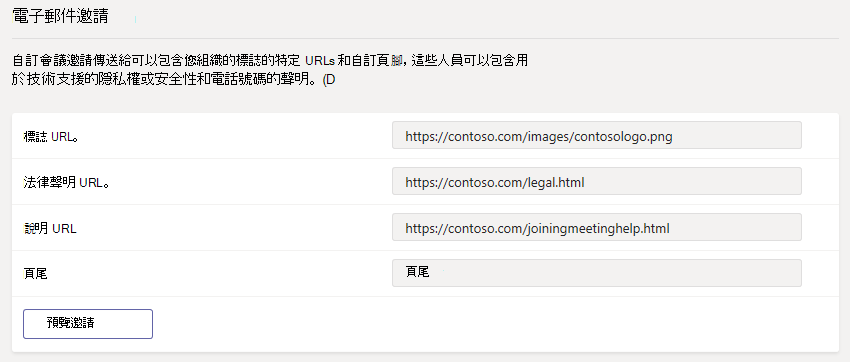 電子郵件邀請
自訂會議邀請傳送給可以包含您組織的標誌的特定 URLs 和自訂頁腳, 這些人員可以包含用
於技術支援的隱私權或安全性和電話號碼的聲明。(D
標誌 URL。
https://contoso.com/images/contosologo.png
法律聲明 URL。
https://contoso.com/legal.html
說明 URL
https://contoso.com/joiningmeetinghelp.html
頁尾
頁尾
預覽邀請